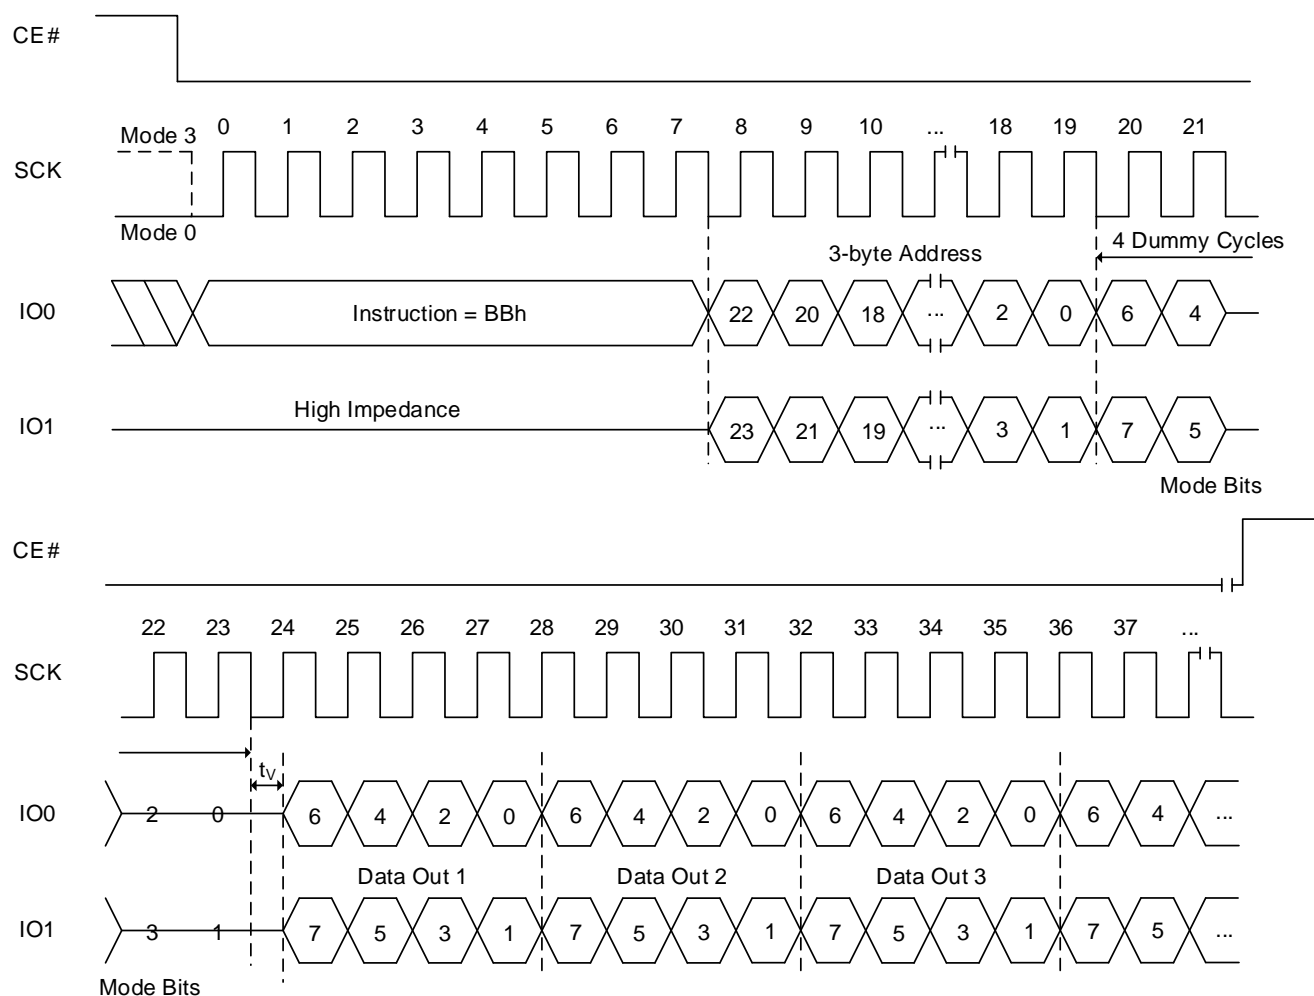 CE#
Mode 3 0 1 2 3 4 5 6 7 8 9 10 ... 18 19 20 21
SCK
Mode 0
3-byte Address 4 Dummy Cycles
IO0 Instruction = BBh 22 20 18 ... 2 0 6 4
High Impedance
IO1 23 21 19 ... 3 1 7 5
Mode Bits
CE#
22 23 24 25 26 27 28 29 30 31 32 33 34 35 36 37 ...
SCK
tV
IO0 2 0 6 4 2 0 6 4 2 0 6 4 2 0 6 4 ...
Data Out 1 Data Out 2 Data Out 3
IO1 3 1 7 5 3 1 7 5 3 1 7 5 3 1 7 5 ...
Mode Bits